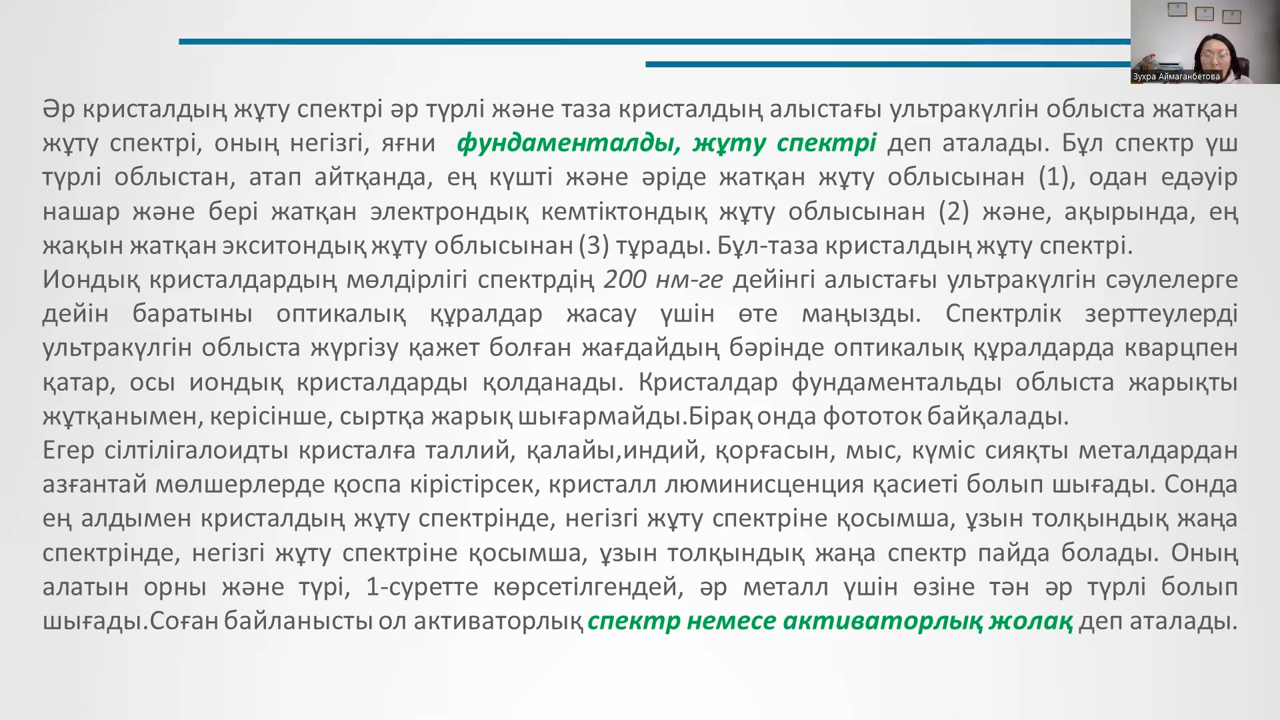 Зухра Аймаганбетова
Әр кристалдың жұту спектрі әр түрлі және таза кристалдың алыстағы ультракүлгін облыста жатқан
жұту спектрі, оның негізгі, яғни фундаменталды, жұту спектрі деп аталады. Бұл спектр үш
түрлі облыстан, атап айтқанда, ең күшті және әріде жатқан жұту облысынан (1), одан едәуір
нашар және бері жатқан электрондық кемтіктондық жұту облысынан (2) және, ақырында, ең
жақын жатқан экситондық жұту облысынан (3) тұрады. Бұл-таза кристалдың жұту спектрі.
Иондық кристалдардың мөлдірлігі спектрдің 200 нм-ге дейінгі алыстағы ультракүлгін сәулелерге
дейін баратыны оптикалық құралдар жасау үшін өте маңызды. Спектрлік зерттеулерді
ультракүлгін облыста жүргізу қажет болған жағдайдың бәрінде оптикалық құралдарда кварцпен
қатар, осы иондық кристалдарды қолданады. Кристалдар фундаментальды облыста жарықты
жұтқанымен, керісінше, сыртқа жарық шығармайды.Бірақ онда фототок байқалады.
Егер сілтілігалоидты кристалға таллий, қалайы,индий, қорғасын, мыс, күміс сияқты металдардан
азғантай мөлшерлерде қоспа кірістірсек, кристалл люминисценция қасиеті болып шығады. Сонда
ең алдымен кристалдың жұту спектрінде, негізгі жұту спектріне қосымша, ұзын толқындық жаңа
спектрінде, негізгі жұту спектріне қосымша, ұзын толқындық жаңа спектр пайда болады. Оның
алатын орны және түрі, 1-суретте көрсетілгендей, әр металл үшін өзіне тән әр түрлі болып
шығады.Соған байланысты ол активаторлық спектр немесе активаторлық жолақ деп аталады.